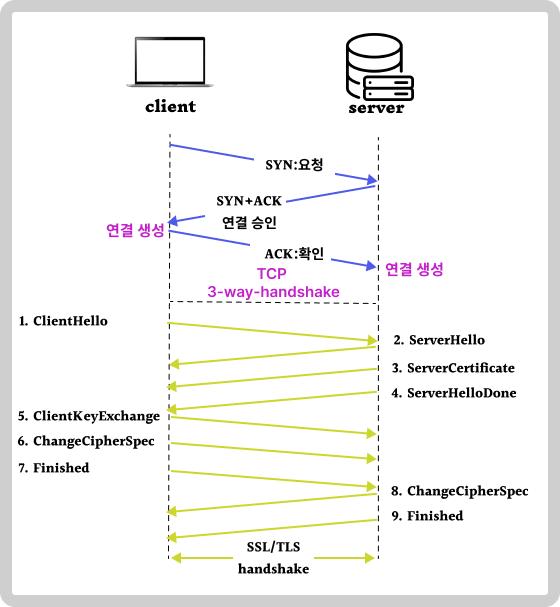 client
server
SYN:요청
SYN+ACK
연결 승인
연결 생성
ACK:확인
연결 생성
TCP
3-way-handshake
1. ClientHello
2. ServerHello
3. ServerCertificate
4. ServerHelloDone
5. ClientKeyExchange
6. ChangeCipherSpec
7. Finished
8. ChangeCipherSpec
9. Finished
SSL/TLS
handshake